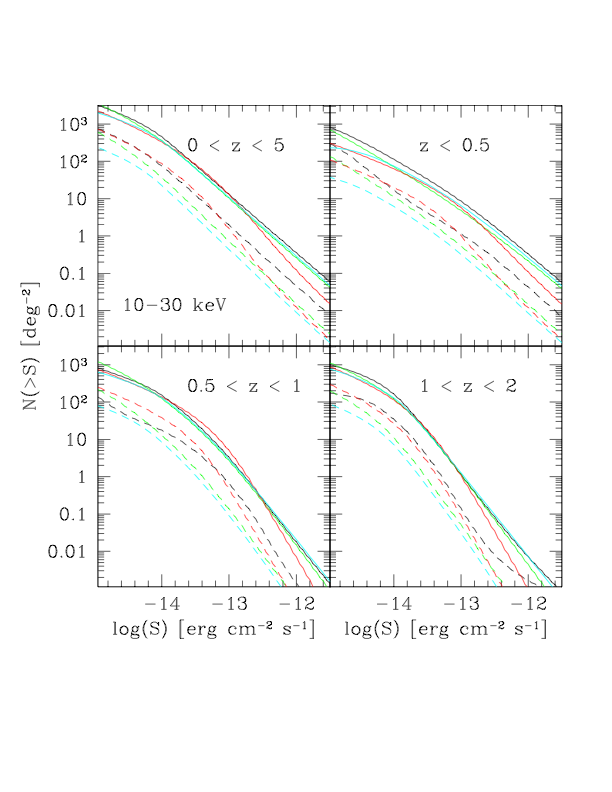 10³
10²
10
1
0.1
0.01
0 < z < 5
10−30 keV
z < 0.5
N(>S) [deg⁻²]
10³
10²
10
1
0.1
0.01
0.5 < z < 1
1 < z < 2
−14 −13 −12 −14 −13 −12
log(S) [erg cm⁻² s⁻¹] log(S) [erg cm⁻² s⁻¹]